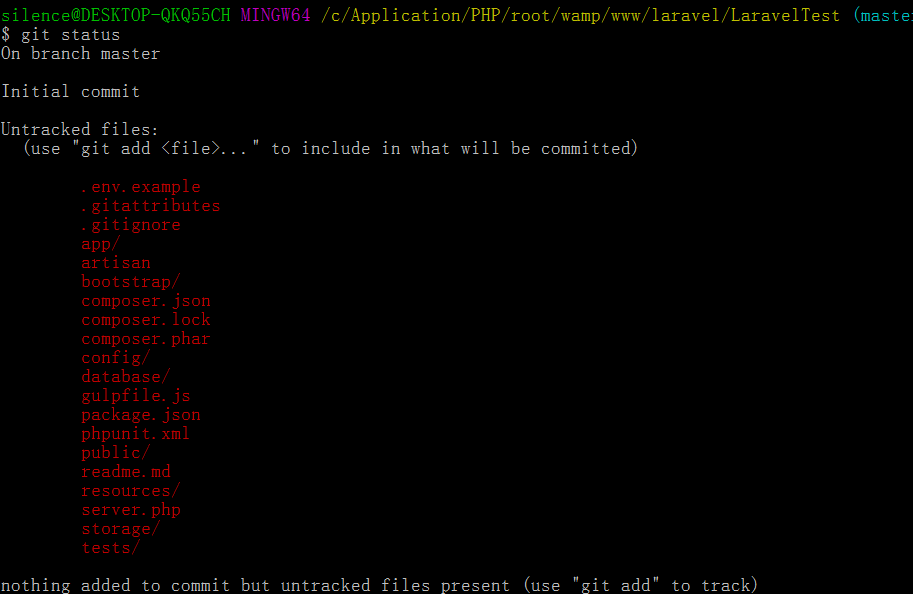 silence@DESKTOP-QKQ55CH MINGW64 /c/Application/PHP/root/wamp/www/laravel/LaravelTest (master
$ git status
On branch master
Initial commit
Untracked files:
(use "git add <file>..." to include in what will be committed)
.env.example
.gitattributes
.gitignore
app/
artisan
bootstrap/
composer.json
composer.lock
composer.phar
config/
database/
gulpfile.js
package.json
phpunit.xml
public/
readme.md
resources/
server.php
storage/
tests/
nothing added to commit but untracked files present (use "git add" to track)